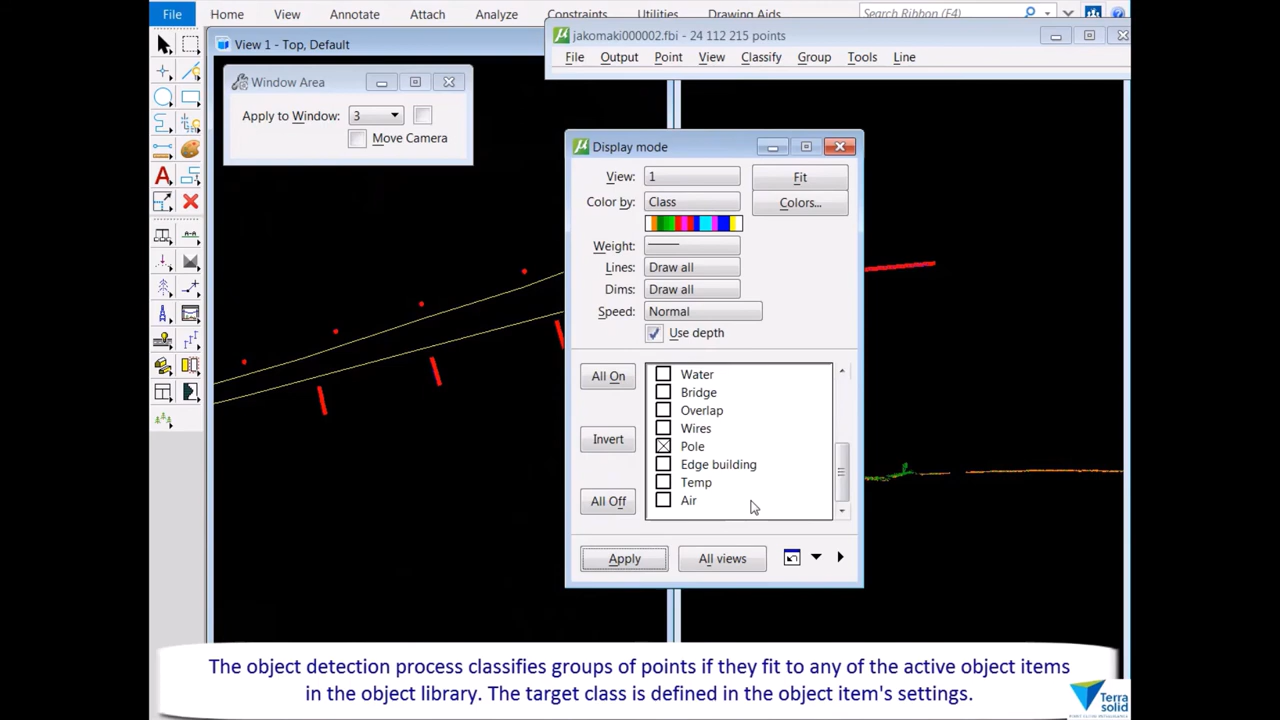 File Home View Annotate Attach Analyze Constraints Utilities Drawing Aids Search Ribbon (F4)
View 1 - Top, Default
jakomaki000002.fbi - 24 112 215 points
File Output Point View Classify Group Tools Line
Window Area
Apply to Window: 3
Move Camera
Display mode
View: 1 Fit
Color by: Class Colors...
Weight:
Lines: Draw all
Dims: Draw all
Speed: Normal
Use depth
All On
Invert
All Off
Water
Bridge
Overlap
Wires
Pole
Edge building
Temp
Air
Apply All views
The object detection process classifies groups of points if they fit to any of the active object items
in the object library. The target class is defined in the object item's settings.
Terra
solid